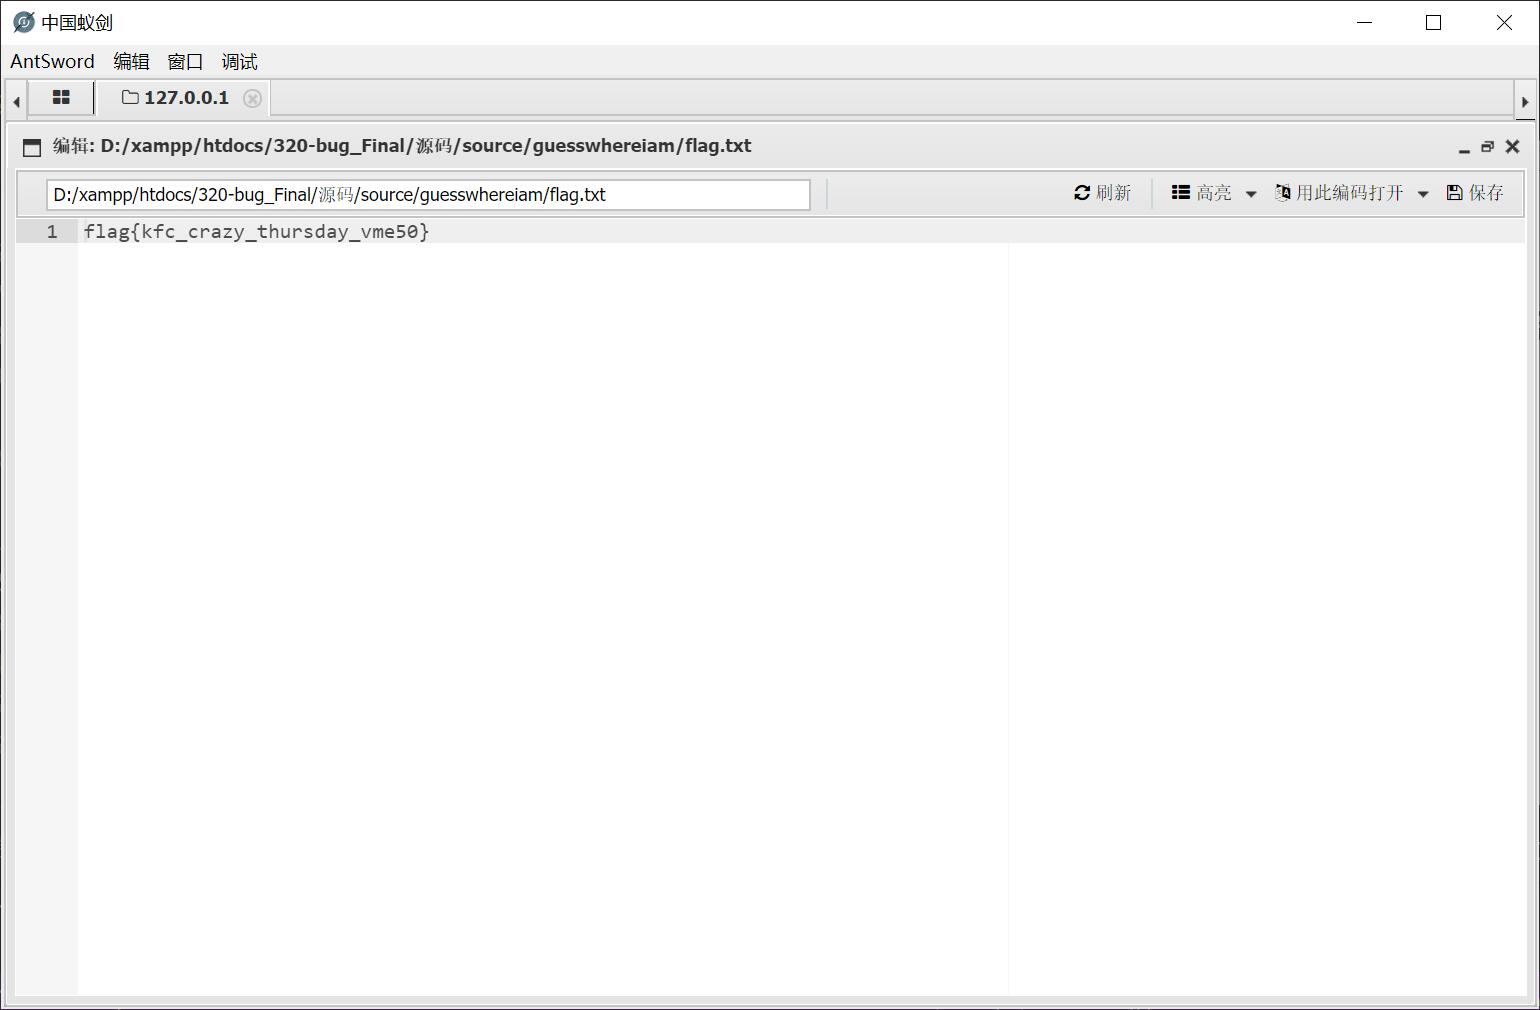 中国蚁剑
AntSword 编辑 窗口 调试
127.0.0.1
编辑: D:/xampp/htdocs/320-bug_Final/源码/source/guesswhereiam/flag.txt
D:/xampp/htdocs/320-bug_Final/源码/source/guesswhereiam/flag.txt 刷新 高亮 用此编码打开 保存
1 flag{kfc_crazy_thursday_vme50}